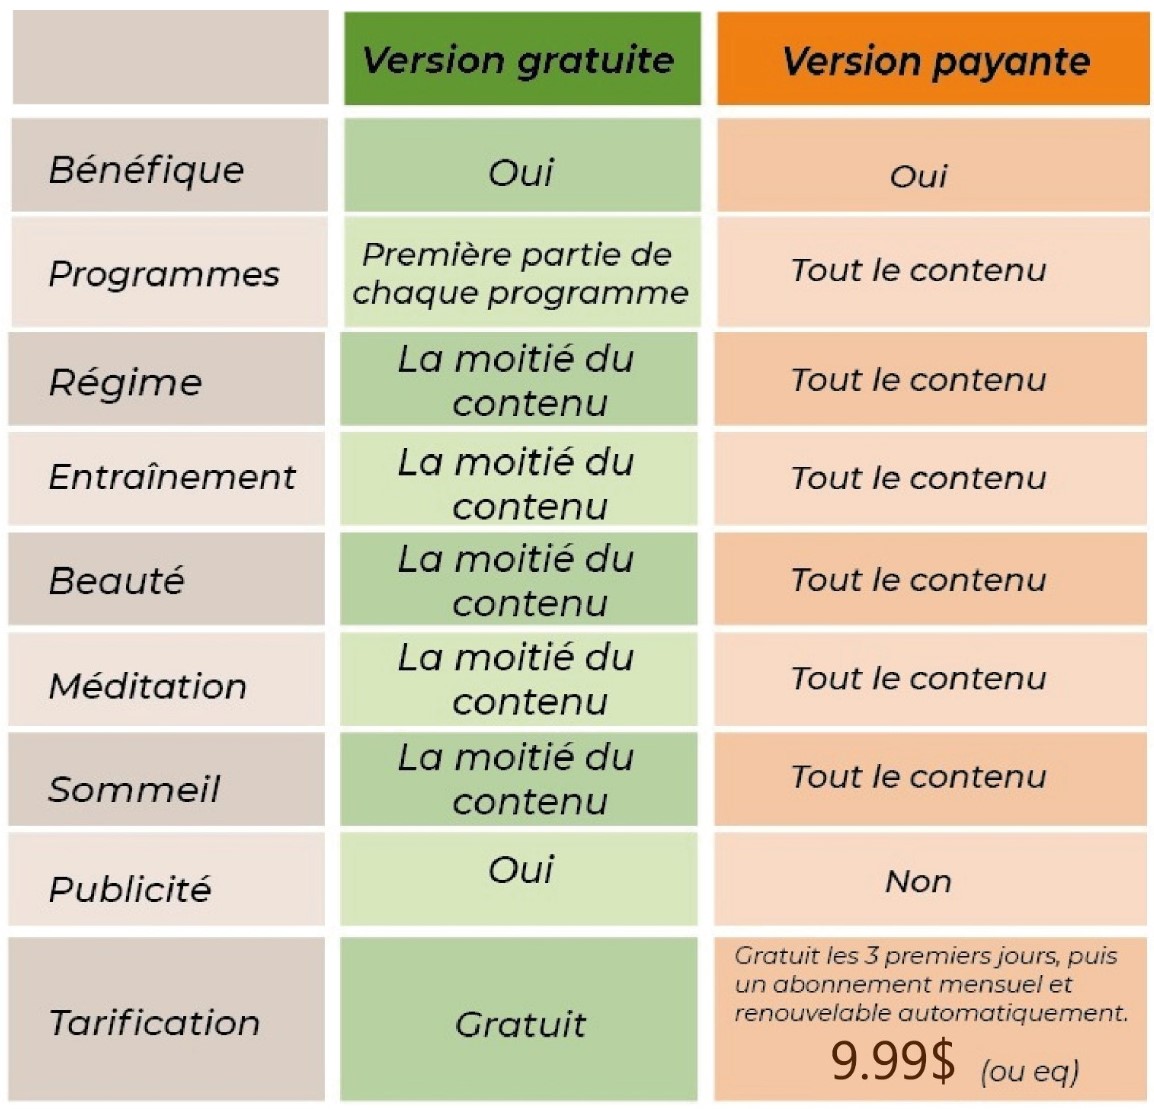 Version gratuite
Version payante
Bénéfique
Oui
Oui
Programmes
Première partie de
chaque programme
Tout le contenu
Régime
La moitié du
contenu
Tout le contenu
Entraînement
La moitié du
contenu
Tout le contenu
Beauté
La moitié du
contenu
Tout le contenu
Méditation
La moitié du
contenu
Tout le contenu
Sommeil
La moitié du
contenu
Tout le contenu
Publicité
Oui
Non
Tarification
Gratuit
Gratuit les 3 premiers jours, puis
un abonnement mensuel et
renouvelable automatiquement.
9.99$ (ou eq)